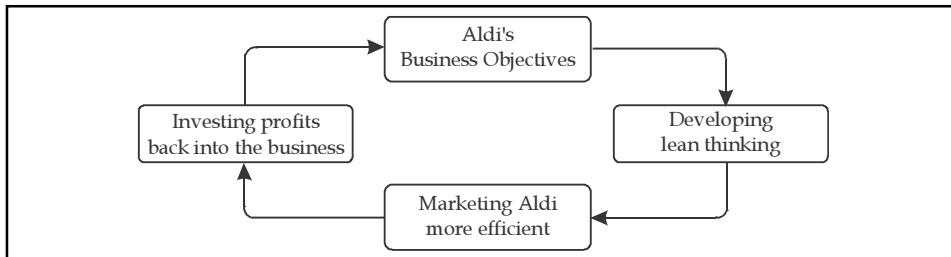 Aldi's
Business Objectives
Developing
lean thinking
Marketing Aldi
more efficient
Investing profits
back into the business